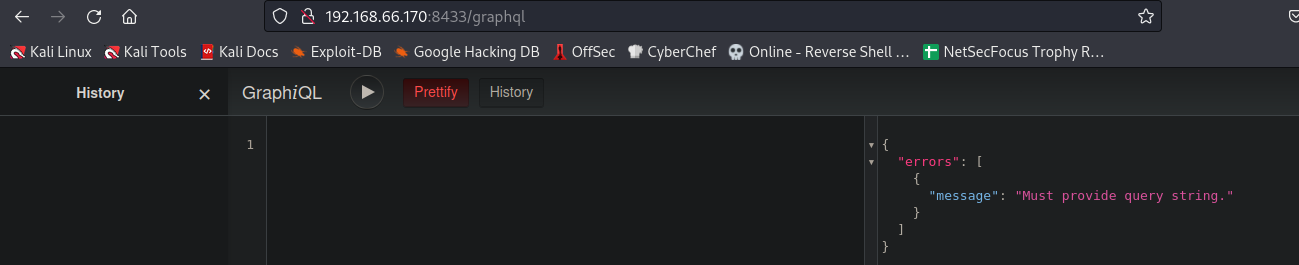 192.168.66.170:8433/graphql
Kali Linux Kali Tools Kali Docs Exploit-DB Google Hacking DB OffSec CyberChef Online - Reverse Shell … NetSecFocus Trophy R…
History × GraphiQL Prettify History
1
{
"errors": [
{
"message": "Must provide query string."
}
]
}